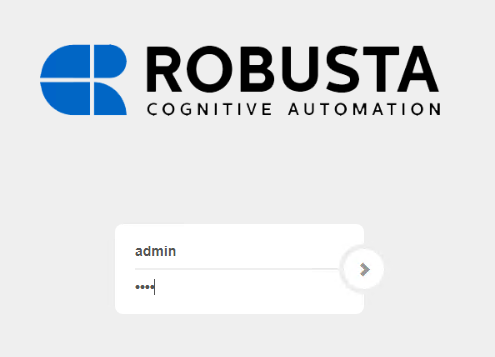 ROBUSTA
COGNITIVE AUTOMATION
admin
••••